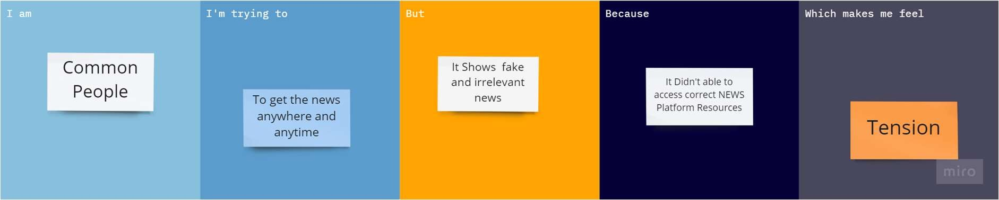 I am
Common
People
I'm trying to
To get the news
anywhere and
anytime
But
It Shows  fake
and irrelevant
news
Because
It Didn't able to
access correct NEWS
Platform Resources
Which makes me feel
Tension
miro